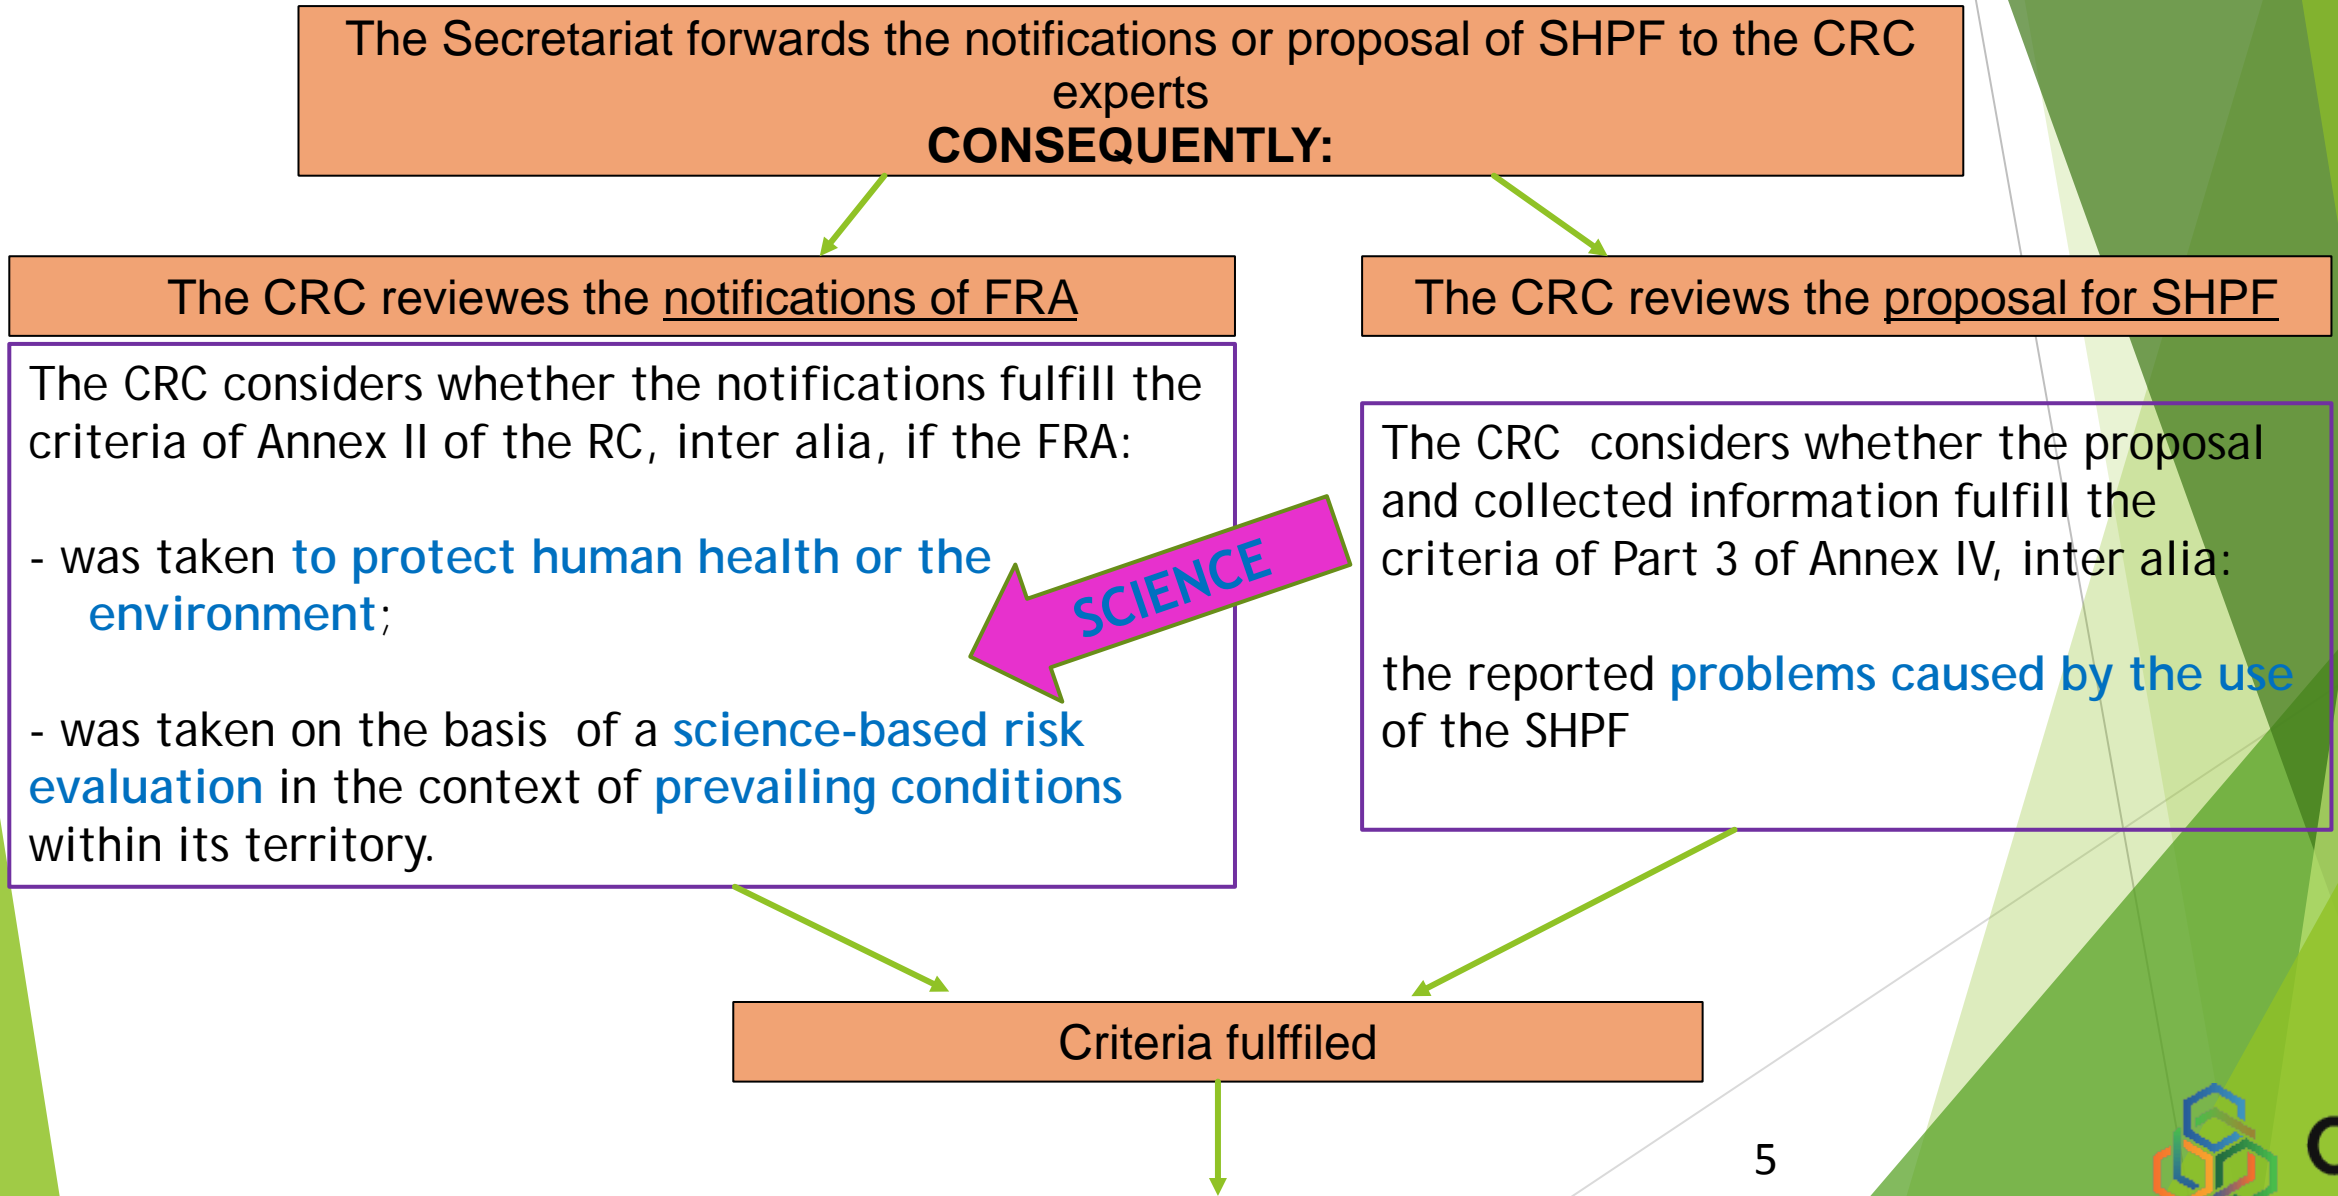 The Secretariat forwards the notifications or proposal of SHPF to the CRC
experts
CONSEQUENTLY:
The CRC reviewes the notifications of FRA
The CRC considers whether the notifications fulfill the
criteria of Annex II of the RC, inter alia, if the FRA:
- was taken to protect human health or the
environment;
- was taken on the basis of a science-based risk
evaluation in the context of prevailing conditions
within its territory.
SCIENCE
The CRC reviews the proposal for SHPF
The CRC considers whether the proposal
and collected information fulfill the
criteria of Part 3 of Annex IV, inter alia:
the reported problems caused by the use
of the SHPF
Criteria fulffiled
5